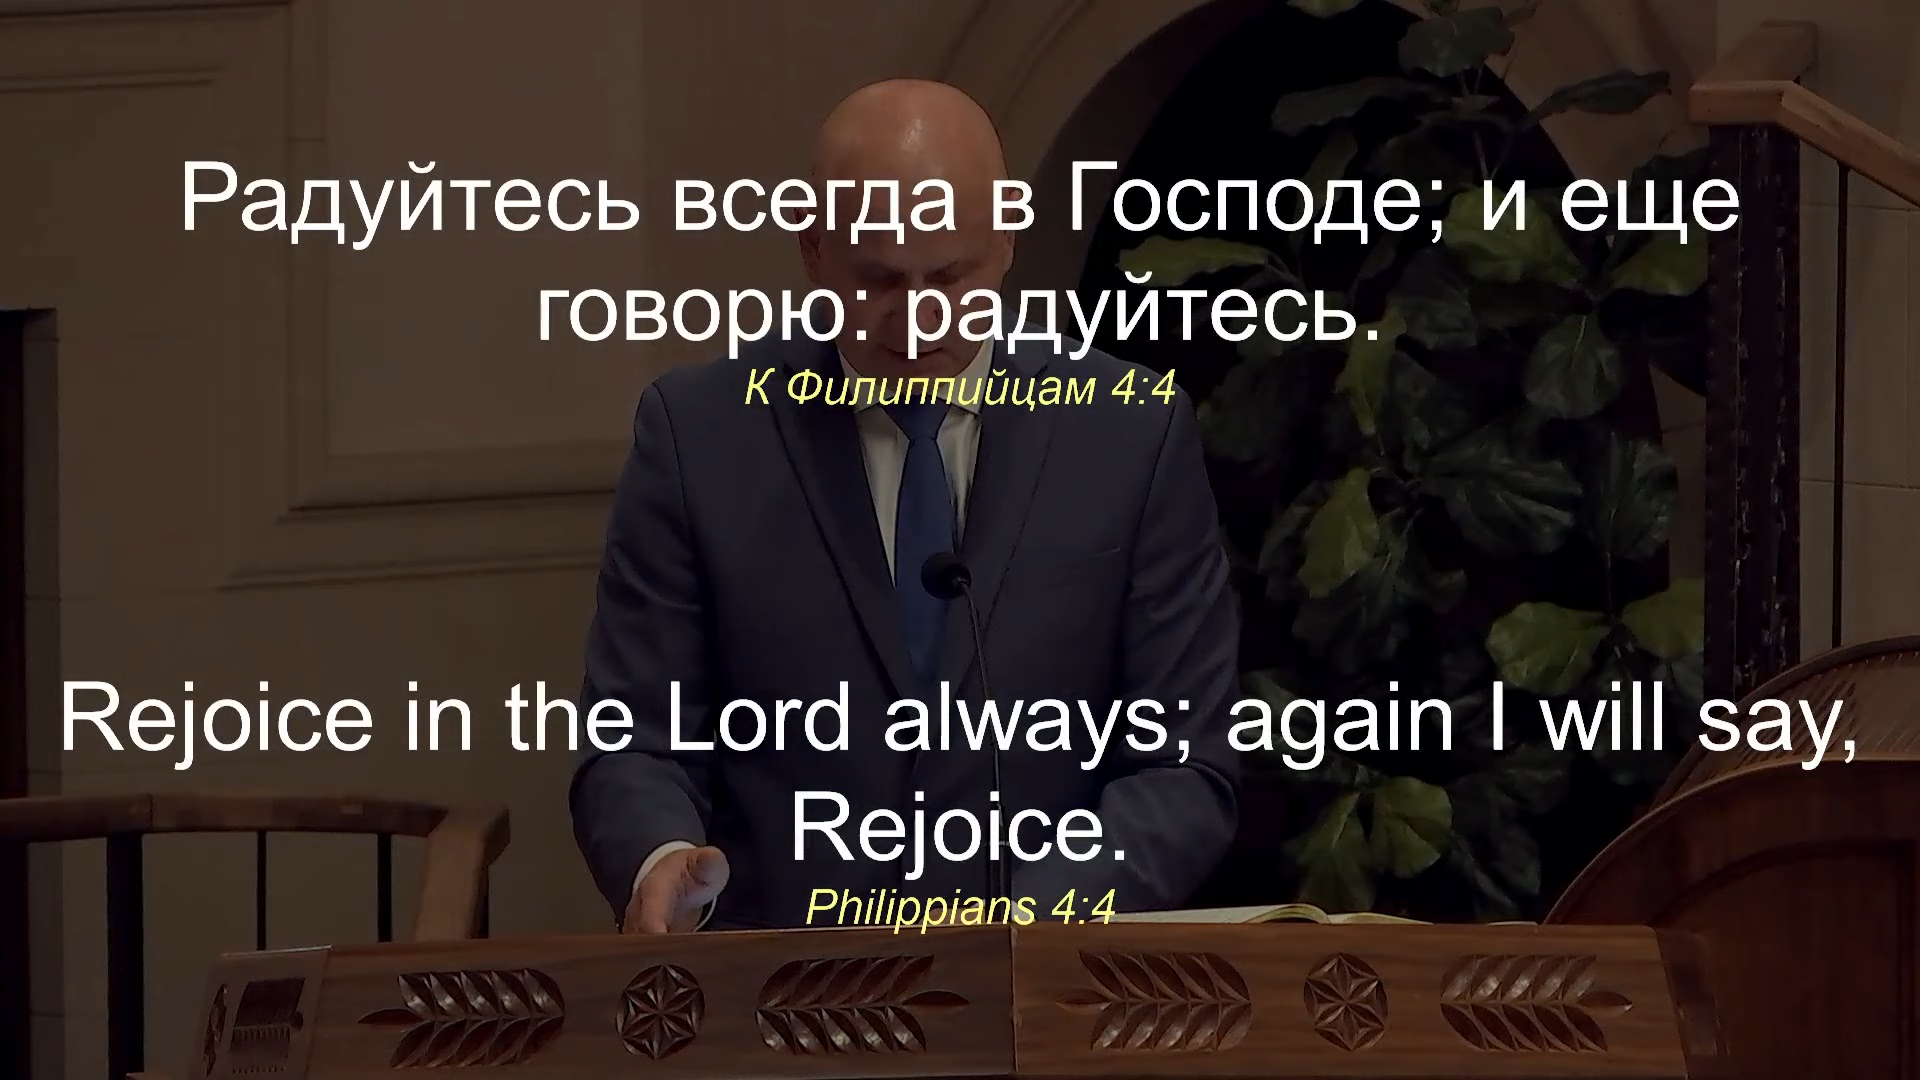 Радуйтесь всегда в Господе; и еще
говорю: радуйтесь.
К Филиппийцам 4:4
Rejoice in the Lord always; again I will say,
Rejoice.
Philippians 4:4